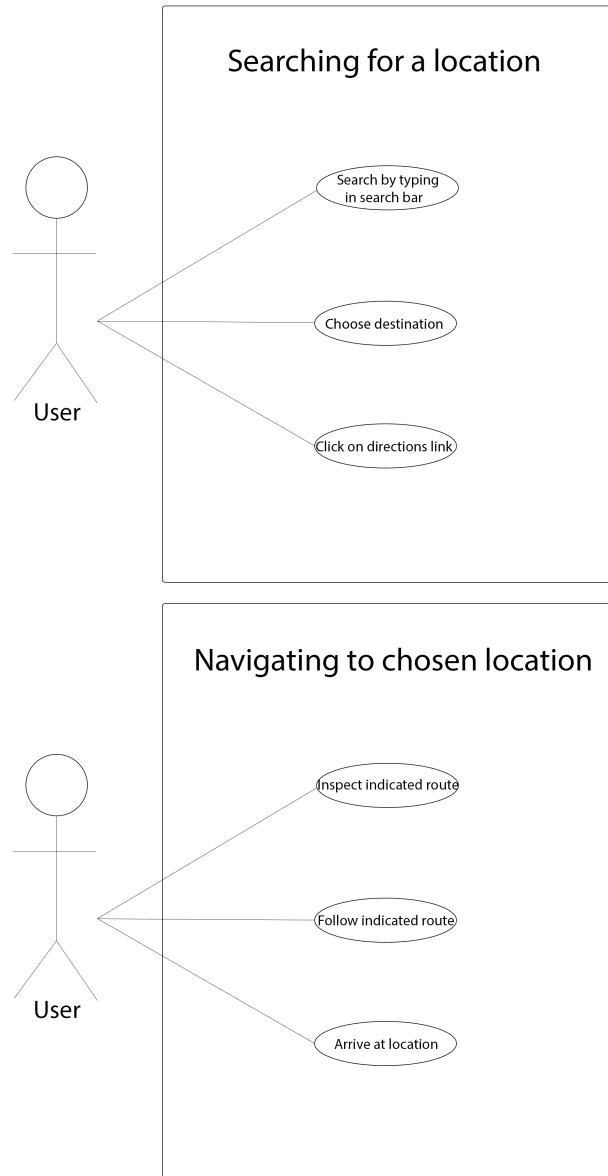 Searching for a location
Search by typing
in search bar
Choose destination
Click on directions link
User
Navigating to chosen location
Inspect indicated route
Follow indicated route
Arrive at location
User